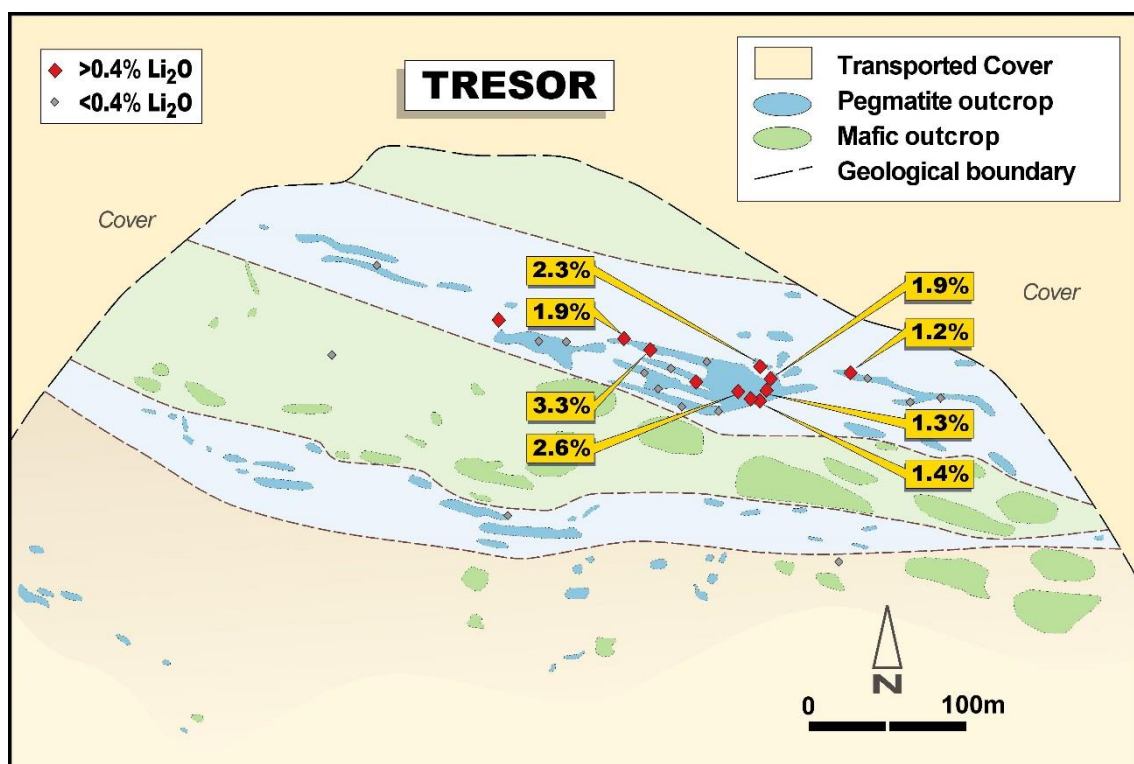 >0.4% Li₂O
<0.4% Li₂O
TRESOR
Transported Cover
Pegmatite outcrop
Mafic outcrop
Geological boundary
Cover
Cover
2.3%
1.9%
1.9%
1.2%
3.3%
1.3%
2.6%
1.4%
N
0 100m